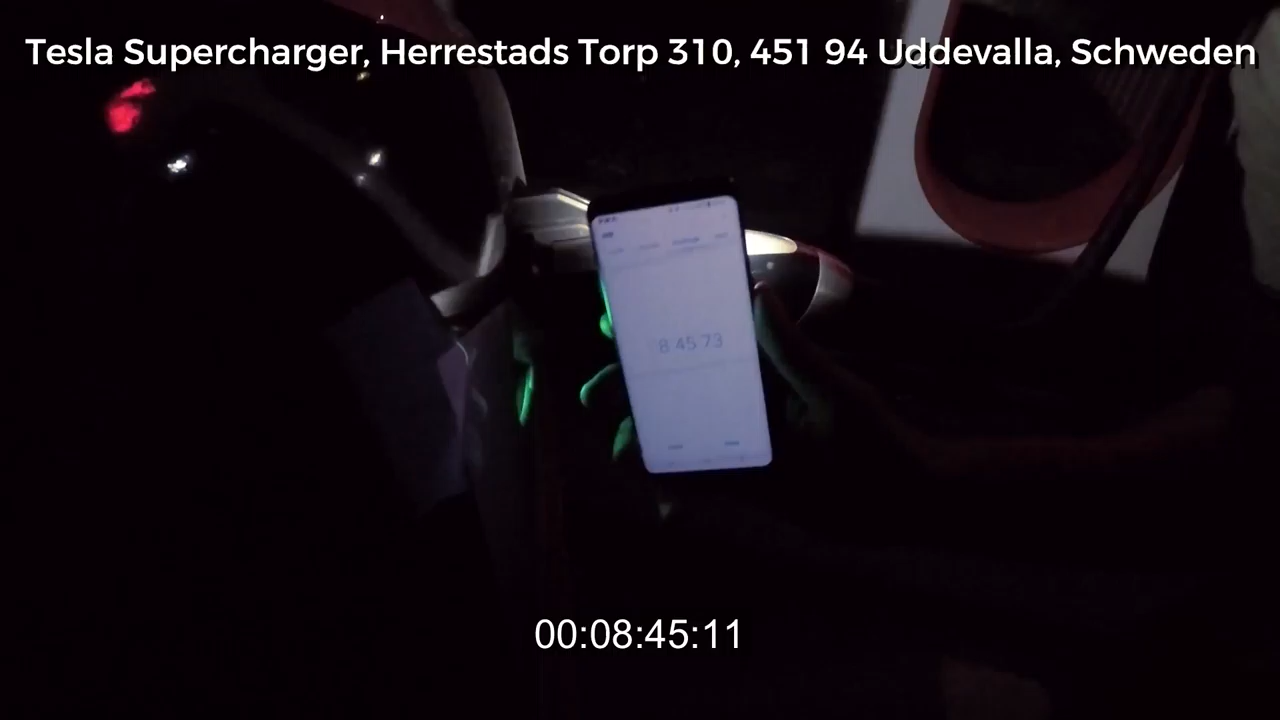 Tesla Supercharger, Herrestads Torp 310, 451 94 Uddevalla, Schweden
8 45 73
00:08:45:11